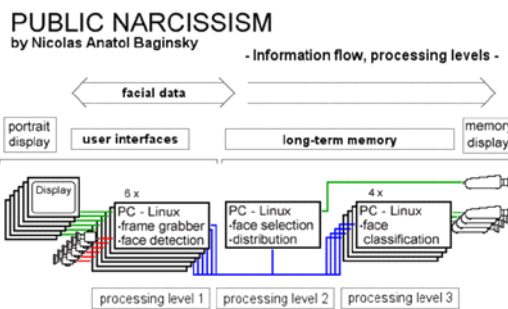 PUBLIC NARCISSISM
by Nicolas Anatol Baginsky
- Information flow, processing levels -
facial data
portrait
display
user interfaces
long-term memory
memory
display
Display
6 x
PC - Linux
-frame grabber
-face detection
PC - Linux
-face selection
-distribution
4 x
PC - Linux
-face
classification
processing level 1
processing level 2
processing level 3